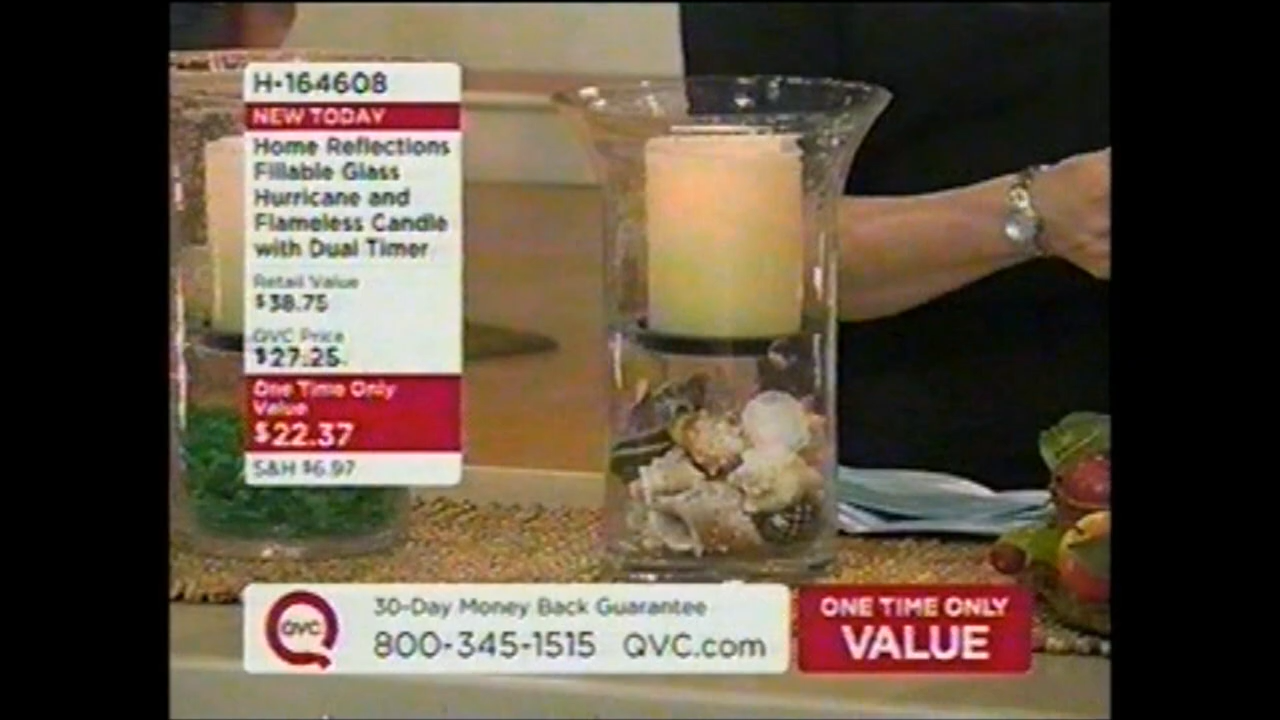 H-164608
NEW TODAY
Home Reflections
Fillable Glass
Hurricane and
Flameless Candle
with Dual Timer
Retail Value
$38.75
QVC Price
$27.25
One Time Only
Value
$22.37
S&H $6.97
QVC
30-Day Money Back Guarantee
800-345-1515 QVC.com
ONE TIME ONLY
VALUE